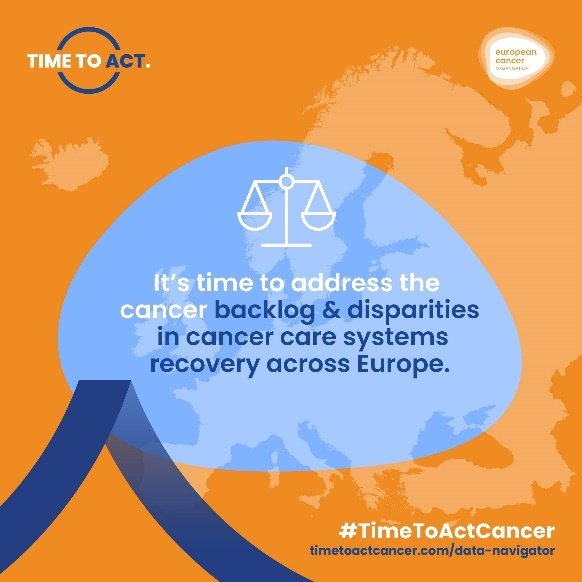 TIME TO ACT.
european
cancer
ORGANISATION
It's time to address the
cancer backlog & disparities
in cancer care systems
recovery across Europe.
#TimeToActCancer
timetoactcancer.com/data-navigator